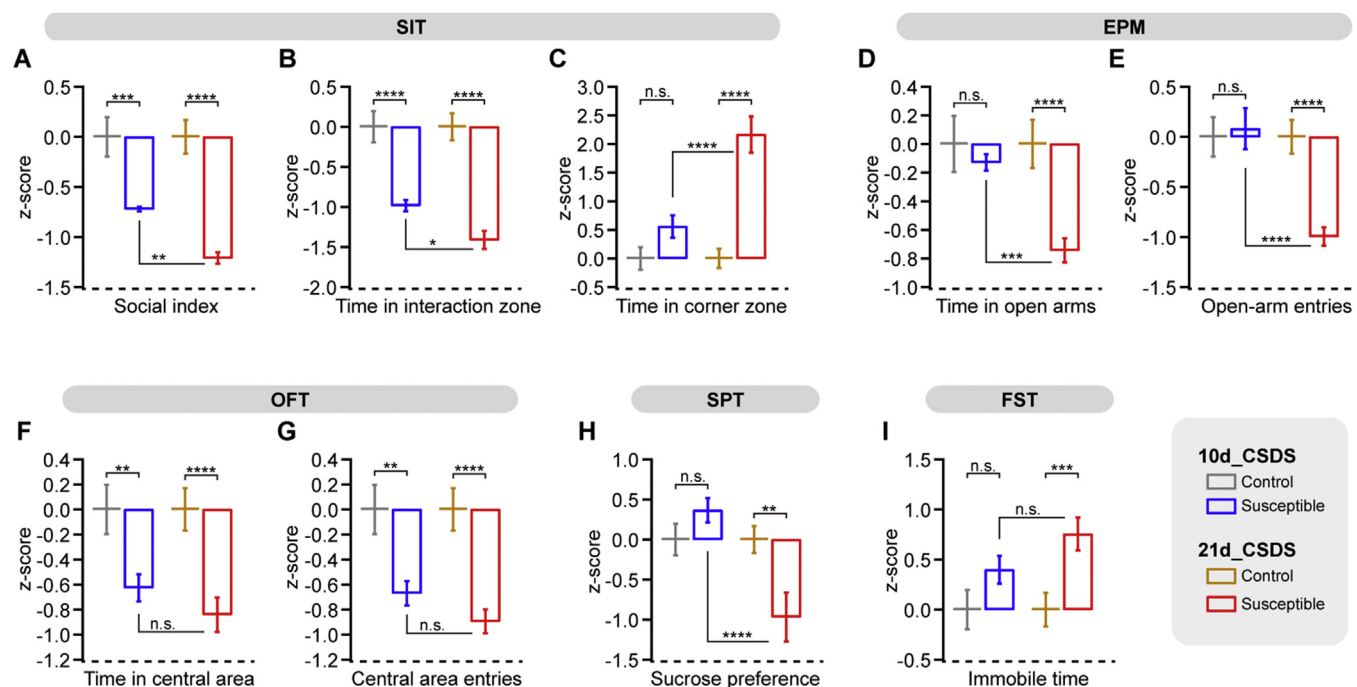 SIT
EPM
A
B
C
D
E
z-score
0.5
0.0
-0.5
-1.0
-1.5
***
****
**
Social index
z-score
0.5
0.0
-0.5
-1.0
-1.5
-2.0
****
****
*
Time in interaction zone
z-score
3.0
2.5
2.0
1.5
1.0
0.5
0.0
-0.5
n.s.
****
****
Time in corner zone
z-score
0.4
0.2
0.0
-0.2
-0.4
-0.6
-0.8
-1.0
n.s.
****
***
Time in open arms
z-score
0.5
0.0
-0.5
-1.0
-1.5
n.s.
****
****
Open-arm entries
OFT
SPT
FST
F
G
H
I
z-score
0.4
0.2
0.0
-0.2
-0.4
-0.6
-0.8
-1.0
-1.2
**
****
n.s.
Time in central area
z-score
0.4
0.2
0.0
-0.2
-0.4
-0.6
-0.8
-1.0
-1.2
**
****
n.s.
Central area entries
z-score
1.0
0.5
0.0
-0.5
-1.0
-1.5
n.s.
**
****
Sucrose preference
z-score
1.5
1.0
0.5
0.0
-0.5
n.s.
***
n.s.
Immobile time
10d_CSDS
Control
Susceptible
21d_CSDS
Control
Susceptible